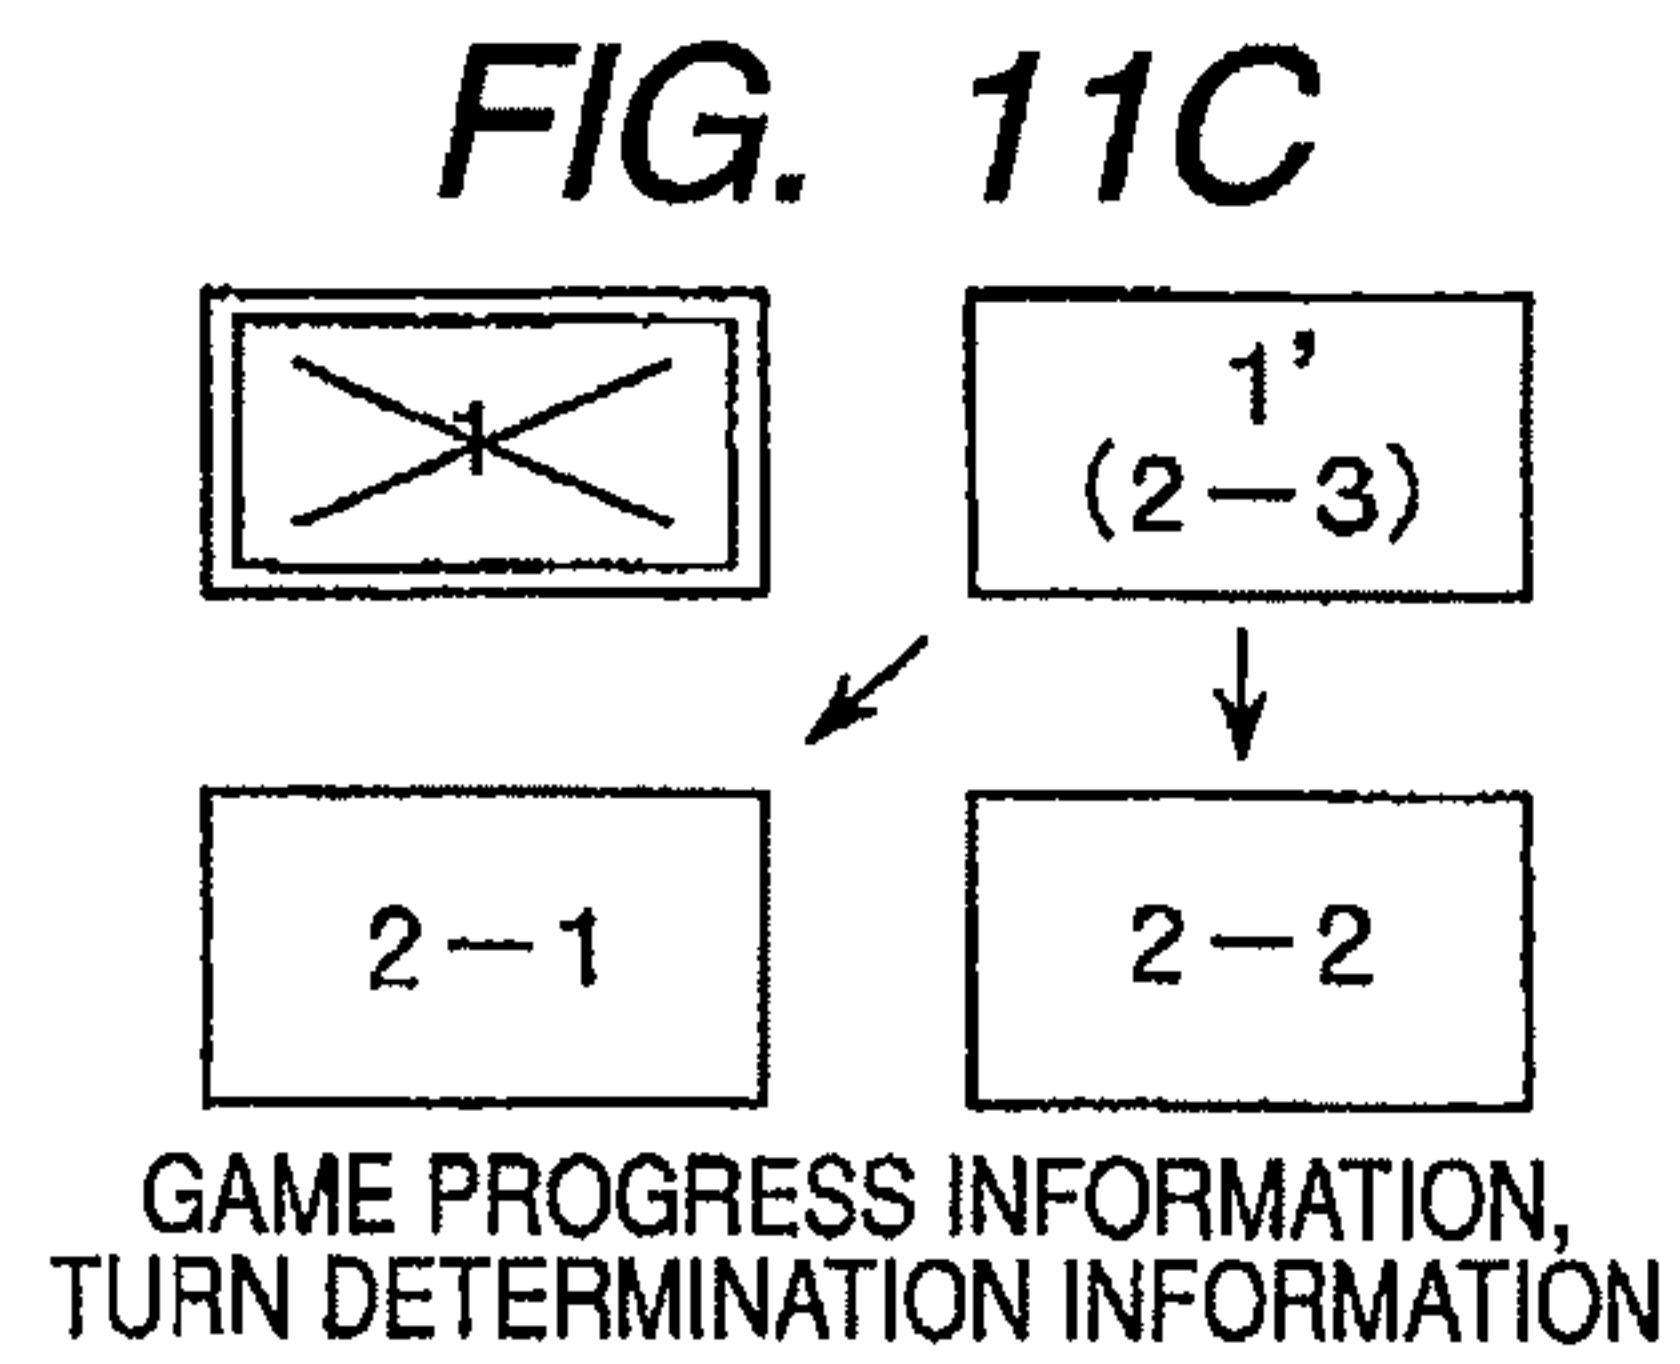 FIG. 11C
1
1'
(2-3)
2-1
2-2
GAME PROGRESS INFORMATION,
TURN DETERMINATION INFORMATION